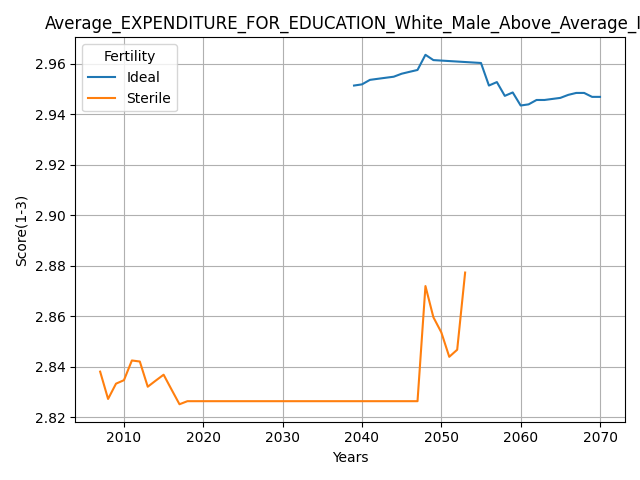 Average_EXPENDITURE_FOR_EDUCATION_White_Male_Above_Average_I
Fertility
Ideal
Sterile
Score(1-3)
2.96
2.94
2.92
2.90
2.88
2.86
2.84
2.82
2010 2020 2030 2040 2050 2060 2070
Years